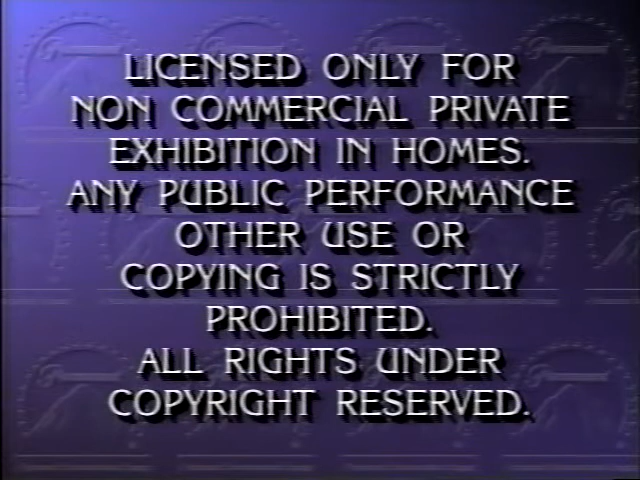 LICENSED ONLY FOR
NON COMMERCIAL PRIVATE
EXHIBITION IN HOMES.
ANY PUBLIC PERFORMANCE
OTHER USE OR
COPYING IS STRICTLY
PROHIBITED.
ALL RIGHTS UNDER
COPYRIGHT RESERVED.